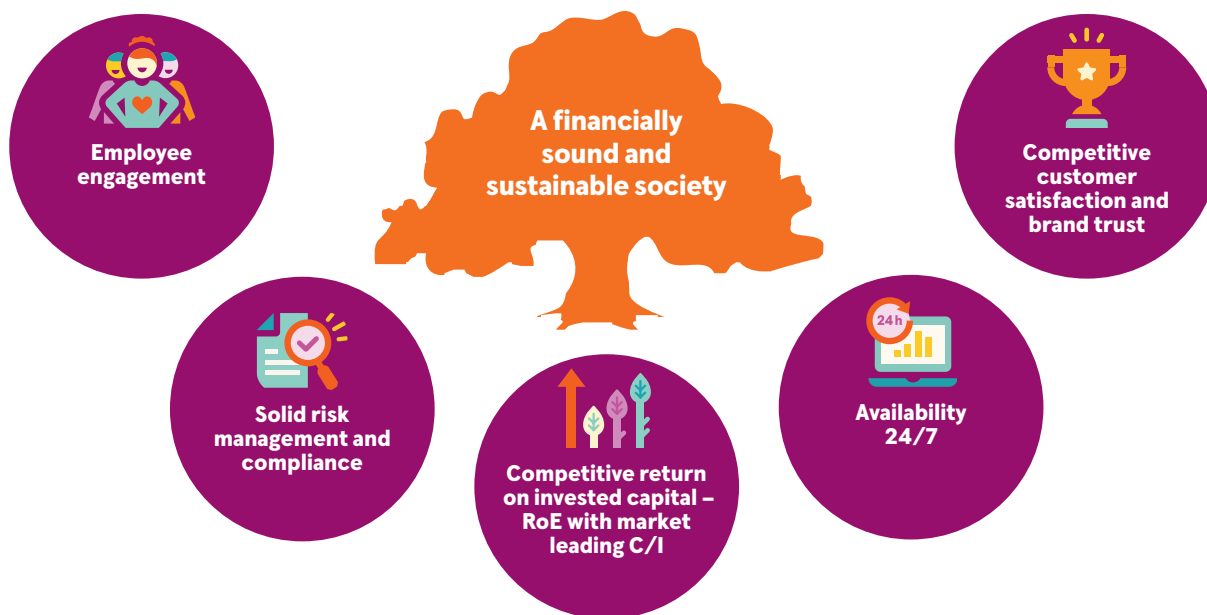 A financially
sound and
sustainable society
Employee
engagement
Solid risk
management and
compliance
Competitive return
on invested capital –
RoE with market
leading C/I
24h
Availability
24/7
Competitive
customer
satisfaction and
brand trust